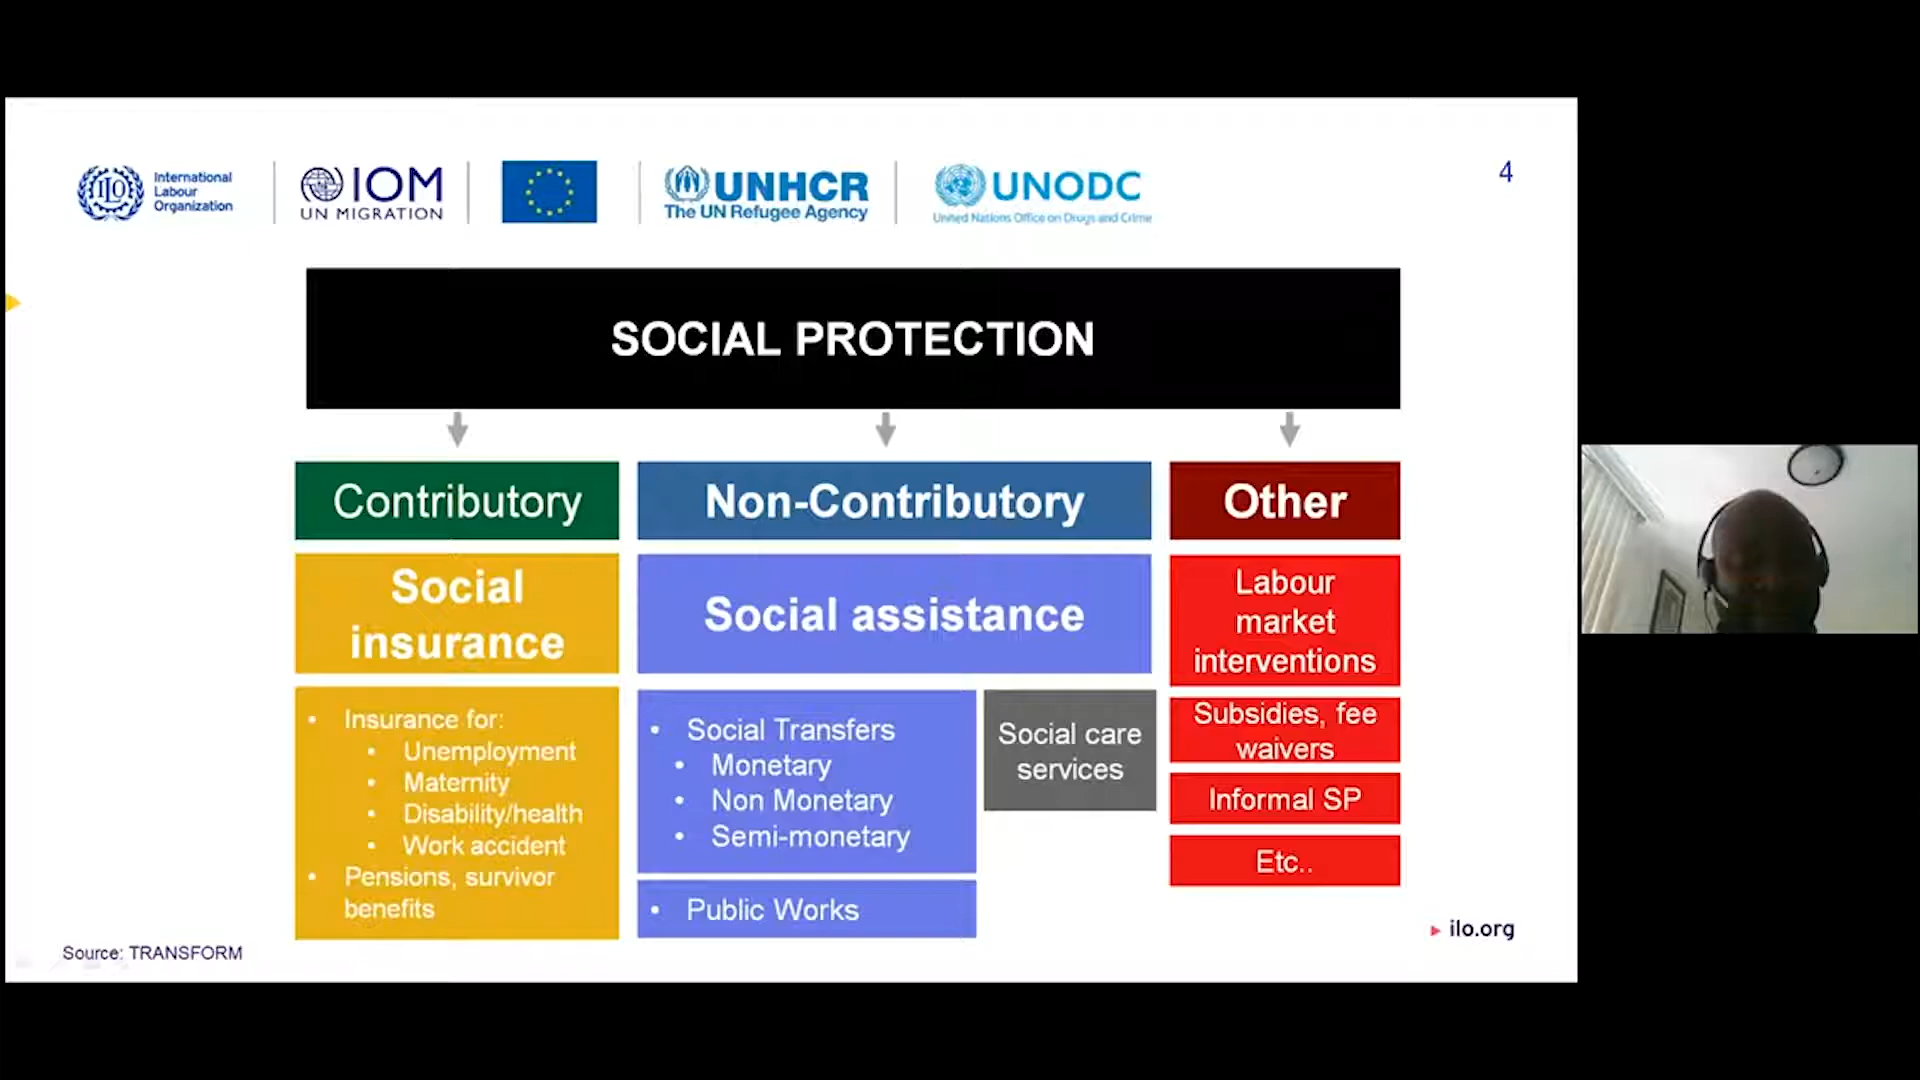 ILO
International
Labour
Organization
IOM
UN MIGRATION
UNHCR
The UN Refugee Agency
UNODC
United Nations Office on Drugs and Crime
4
SOCIAL PROTECTION
Contributory
Non-Contributory
Other
Social
insurance
Social assistance
Labour
market
interventions
• Insurance for:
• Unemployment
• Maternity
• Disability/health
• Work accident
• Pensions, survivor
benefits
• Social Transfers
• Monetary
• Non Monetary
• Semi-monetary
• Public Works
Social care
services
Subsidies, fee
waivers
Informal SP
Etc..
ilo.org
Source: TRANSFORM